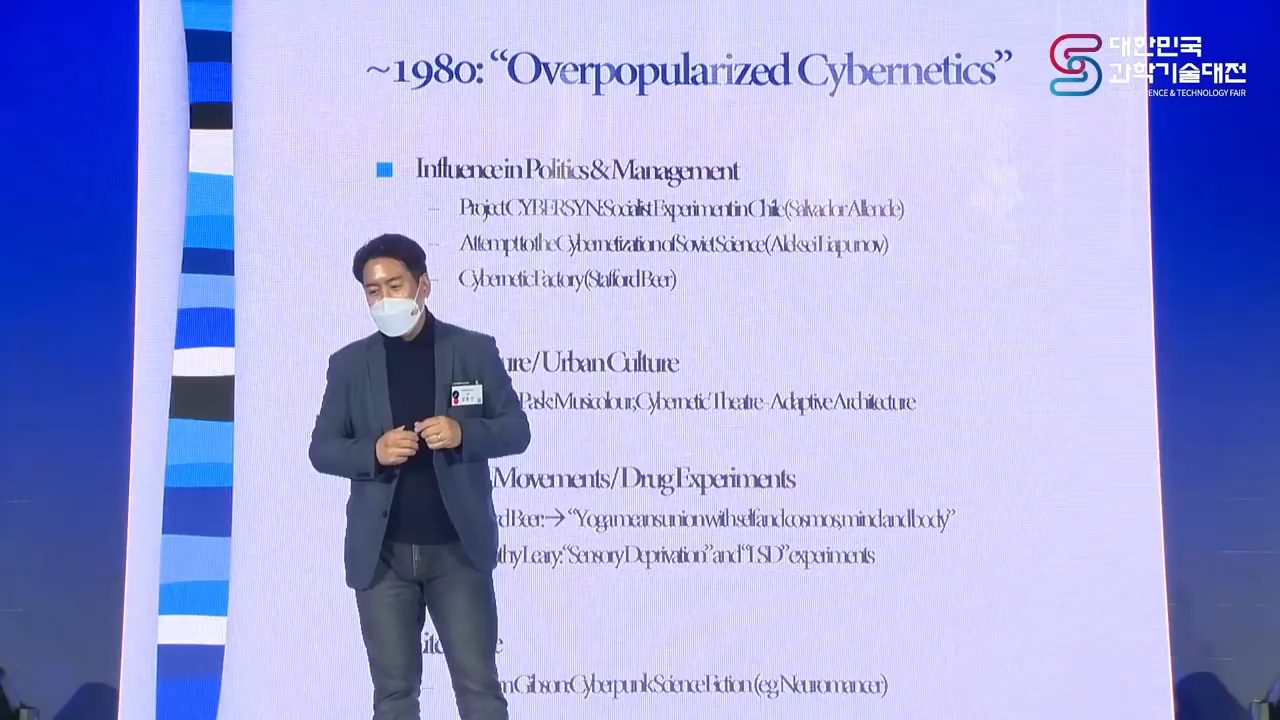 ~1980: “Overpopularized Cybernetics”
대한민국
과학기술대전
SCIENCE & TECHNOLOGY FAIR
Influence in Politics & Management
Project CYBERSYN: Socialist Experiment in Chile (Salvador Allende)
Attempt to the Cybernetization of Soviet Science (Aleksei Liapunov)
Cybernetic Factory (Stafford Beer)
/ Urban Culture
Pask: Musicolour, Cybernetic Theatre - Adaptive Architecture
Movements / Drug Experiments
Beer: → “Yoga means union with self and cosmos, mind and body”
Leary: “Sensory Deprivation” and “LSD” experiments
Gibson: Cyberpunk Science Fiction (eg. Neuromancer)